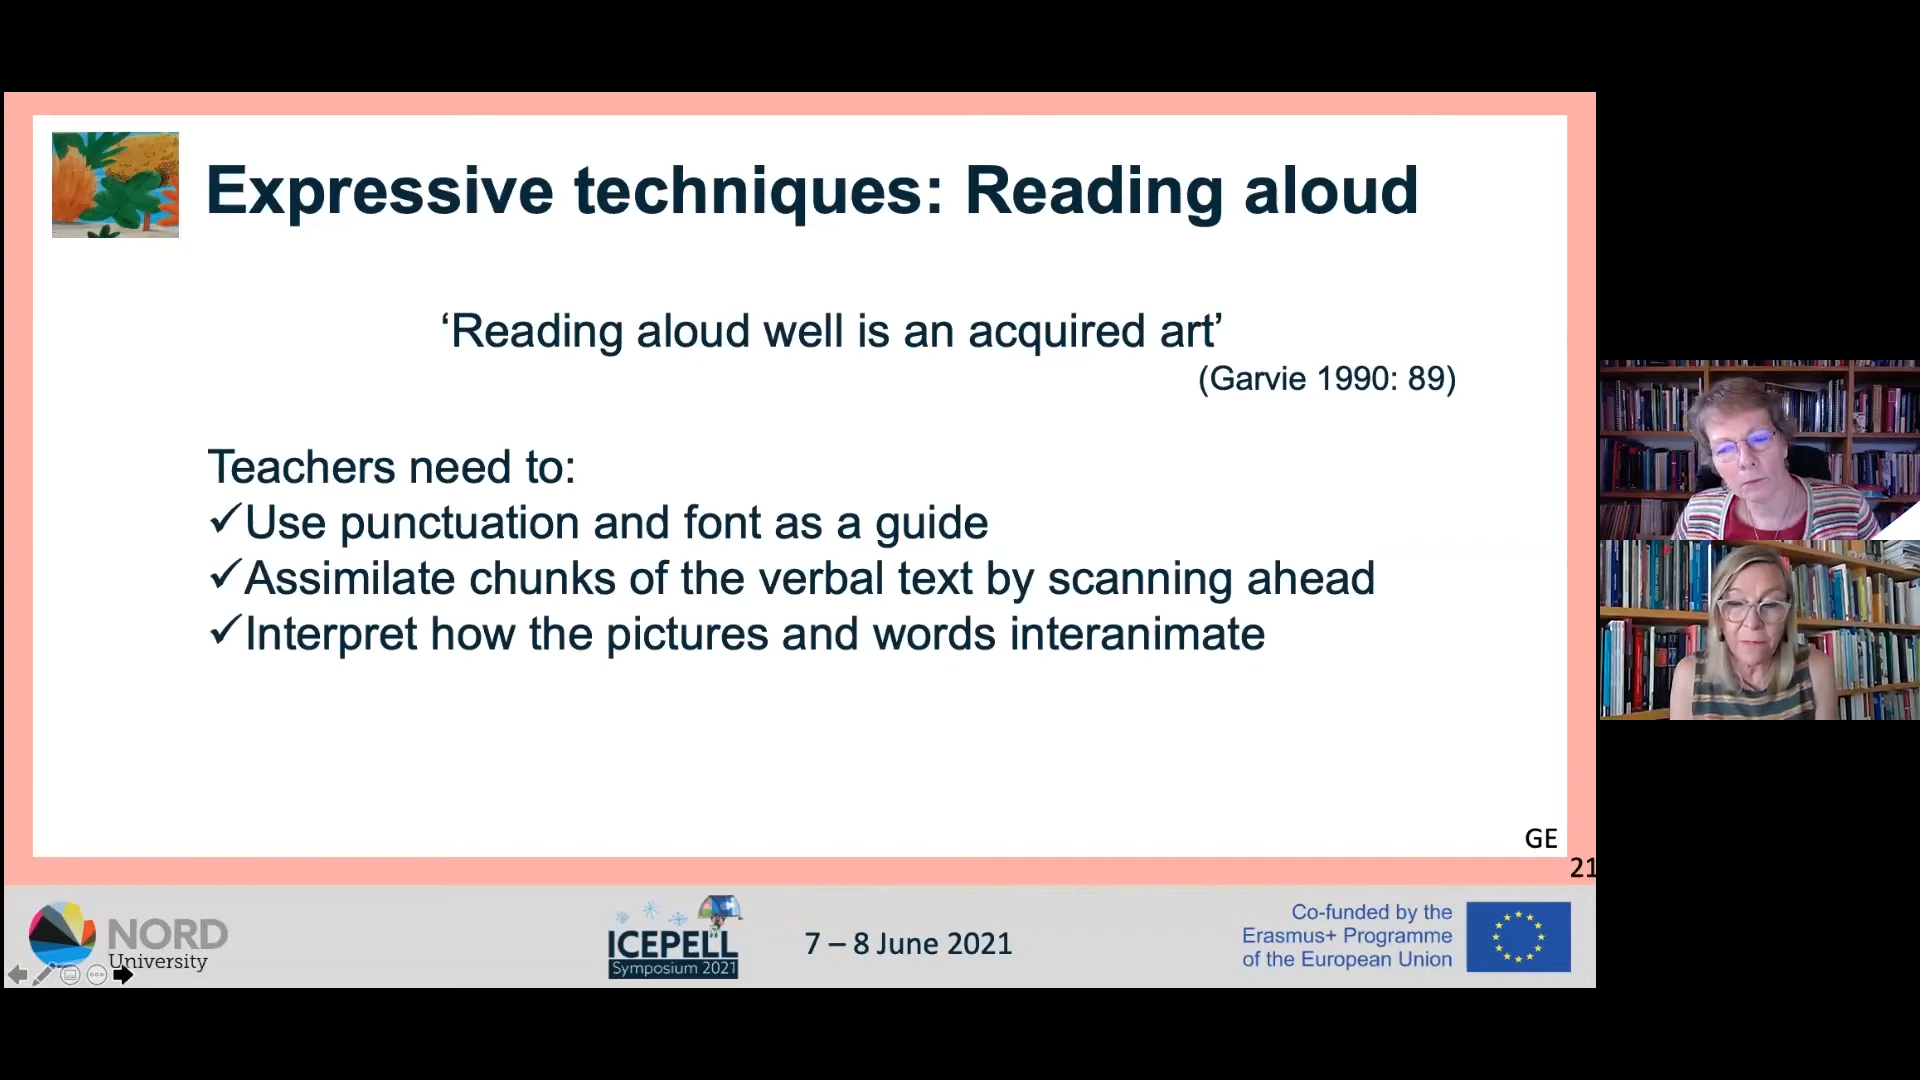 Expressive techniques: Reading aloud
‘Reading aloud well is an acquired art’
(Garvie 1990: 89)
Teachers need to:
✓Use punctuation and font as a guide
✓Assimilate chunks of the verbal text by scanning ahead
✓Interpret how the pictures and words interanimate
GE
21
NORD
University
ICEPELL
Symposium 2021
7 – 8 June 2021
Co-funded by the
Erasmus+ Programme
of the European Union